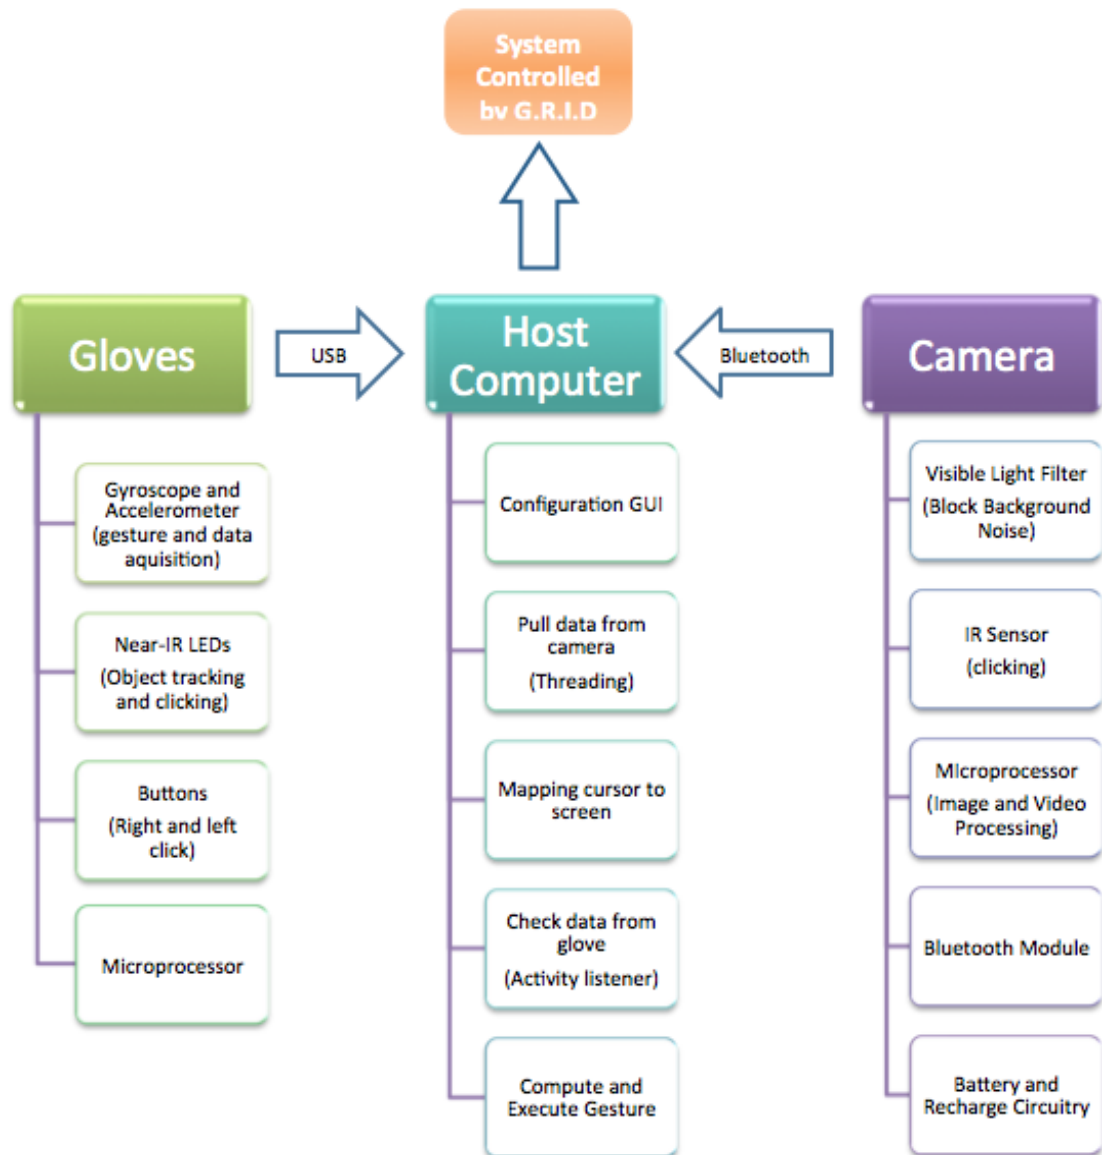 System
Controlled
by G.R.I.D
Gloves
USB
Host
Computer
Bluetooth
Camera
Gyroscope and
Accelerometer
(gesture and data
aquisition)
Near-IR LEDs
(Object tracking
and clicking)
Buttons
(Right and left
click)
Microprocessor
Configuration GUI
Pull data from
camera
(Threading)
Mapping cursor to
screen
Check data from
glove
(Activity listener)
Compute and
Execute Gesture
Visible Light Filter
(Block Background
Noise)
IR Sensor
(clicking)
MIcroprocessor
(Image and Video
Processing)
Bluetooth Module
Battery and
Recharge Circuitry